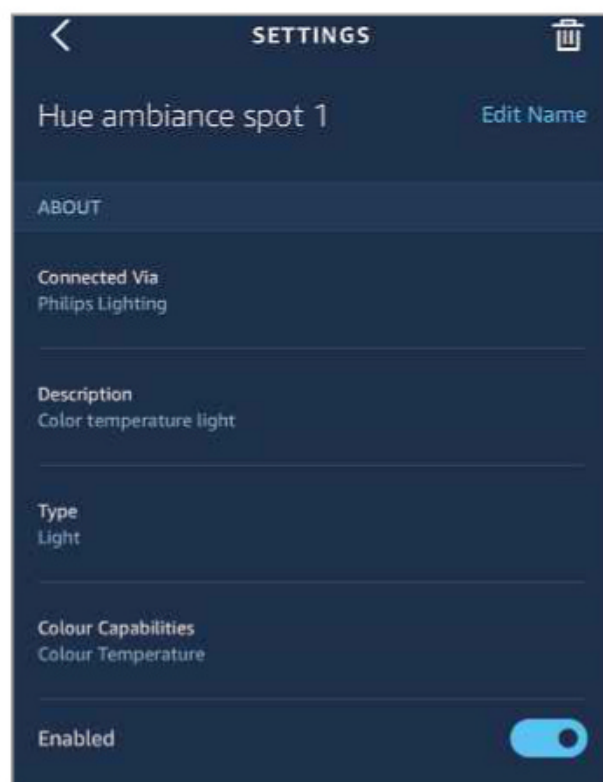 SETTINGS
Hue ambiance spot 1
Edit Name
ABOUT
Connected Via
Philips Lighting
Description
Color temperature light
Type
Light
Colour Capabilities
Colour Temperature
Enabled